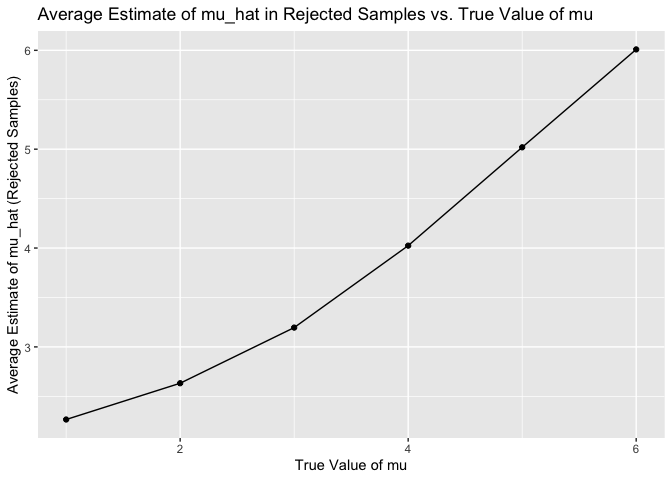 Average Estimate of mu_hat in Rejected Samples vs. True Value of mu
Average Estimate of mu_hat (Rejected Samples)
6
5
4
3
2
4
6
True Value of mu